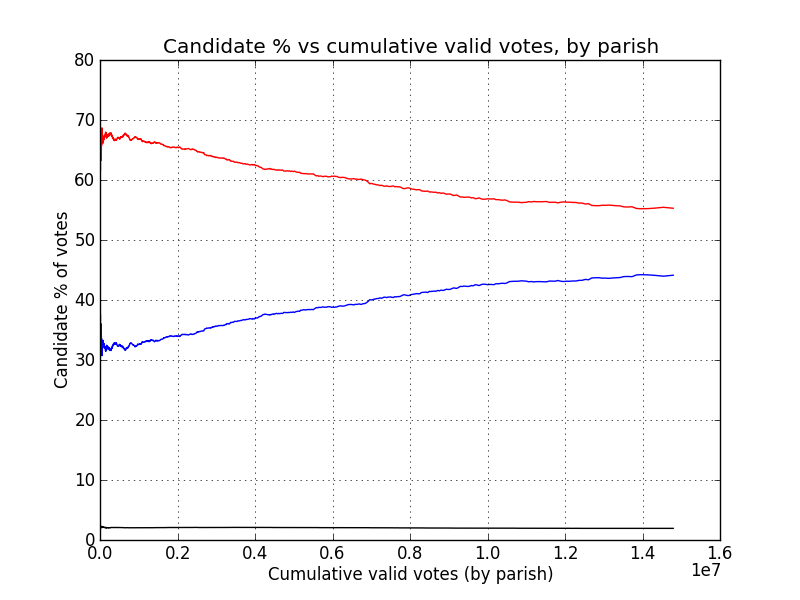 Candidate % vs cumulative valid votes, by parish
80
70
60
50
40
30
20
10
0
Candidate % of votes
0.0 0.2 0.4 0.6 0.8 1.0 1.2 1.4 1.6
1e7
Cumulative valid votes (by parish)